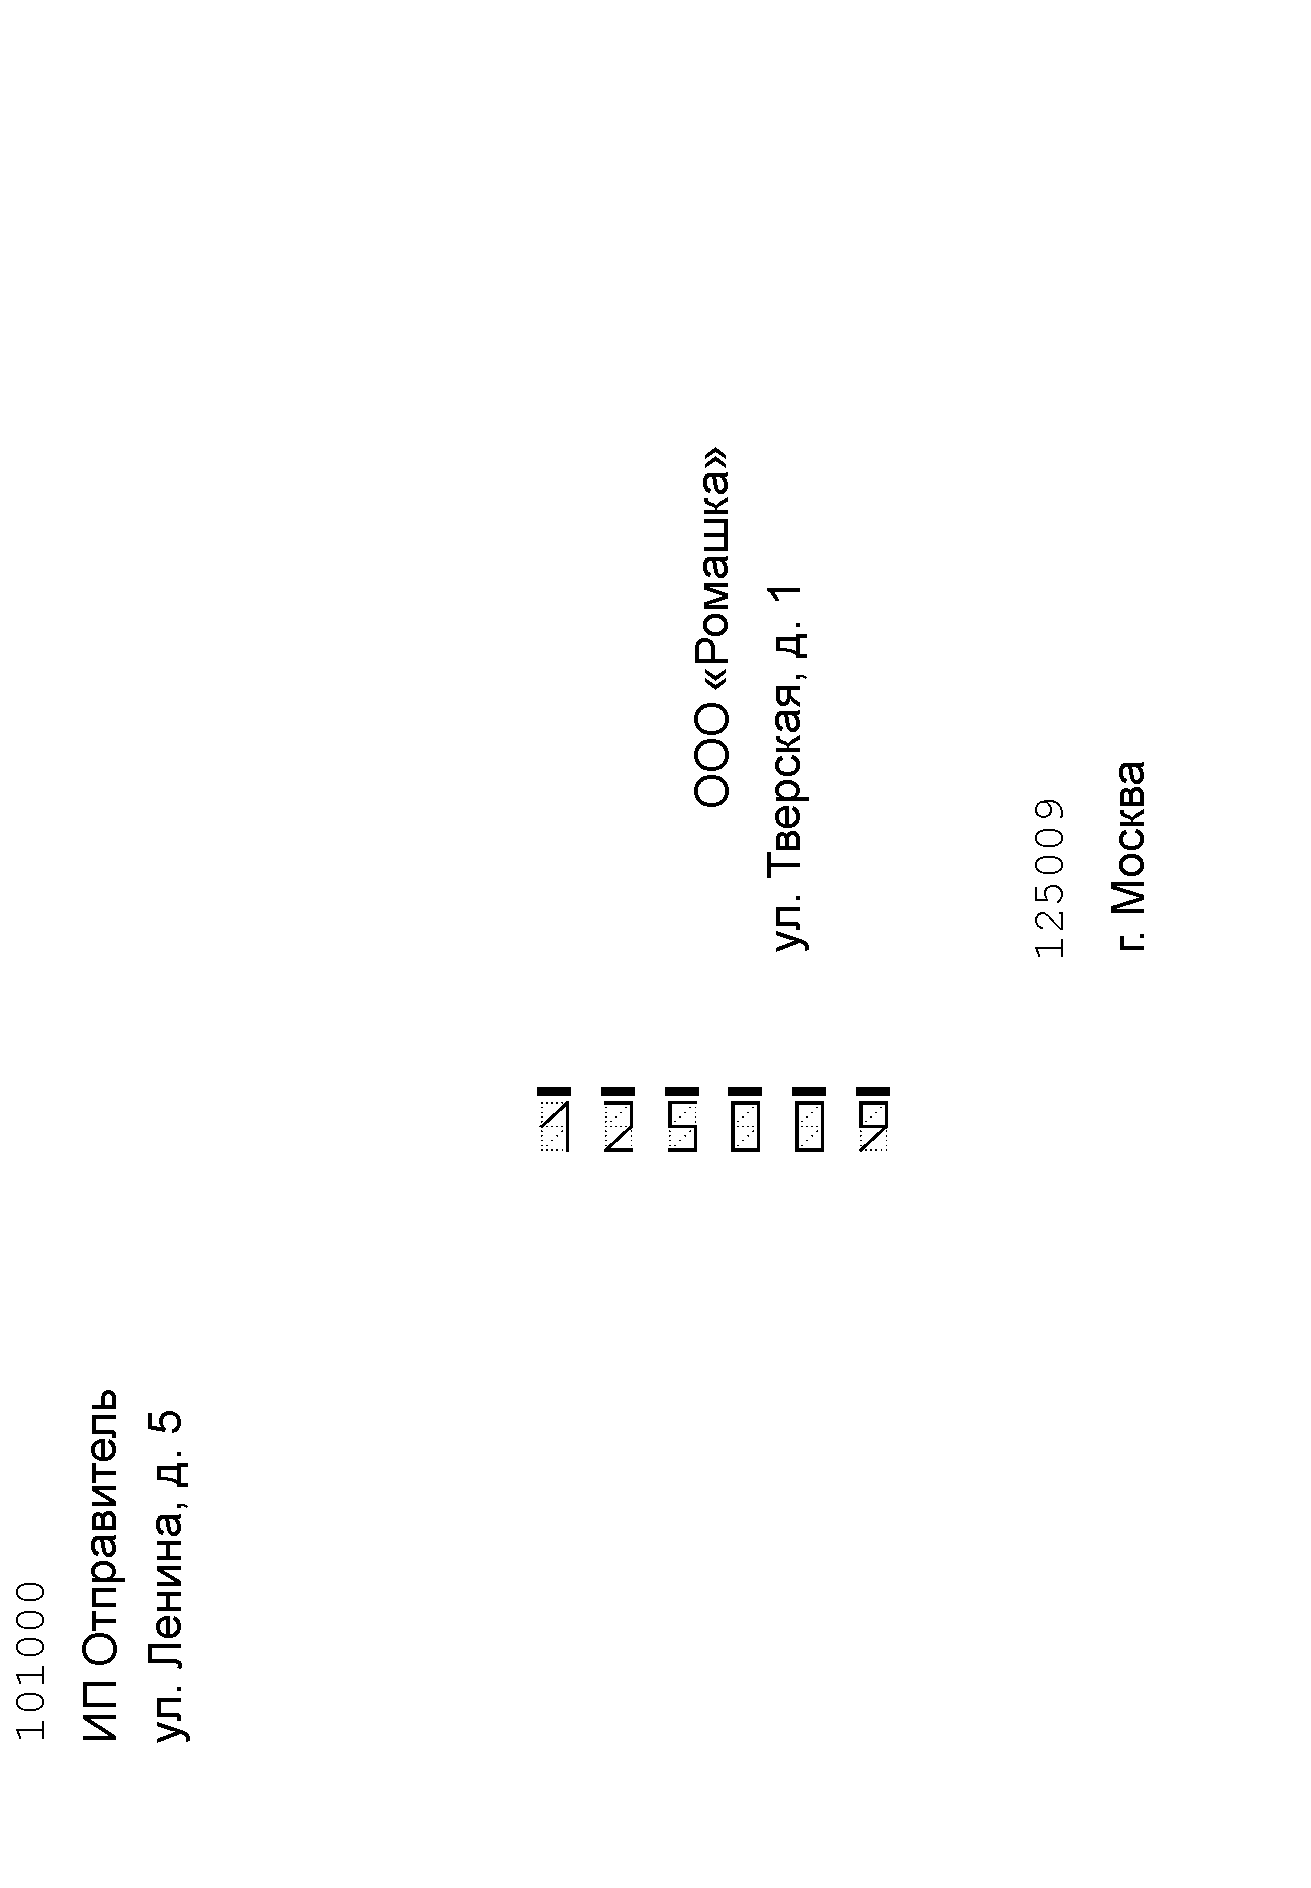 101000
ИП Отправитель
ул. Ленина, д. 5
125009
ООО «Ромашка»
ул. Тверская, д. 1
125009
г. Москва